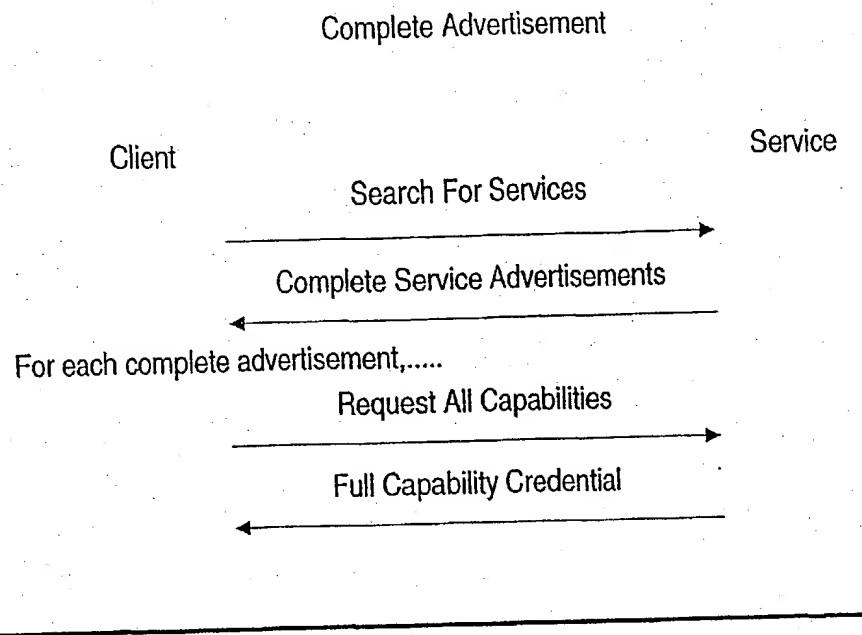 Complete Advertisement
Client
Service
Search For Services
Complete Service Advertisements
For each complete advertisement,.....
Request All Capabilities
Full Capability Credential